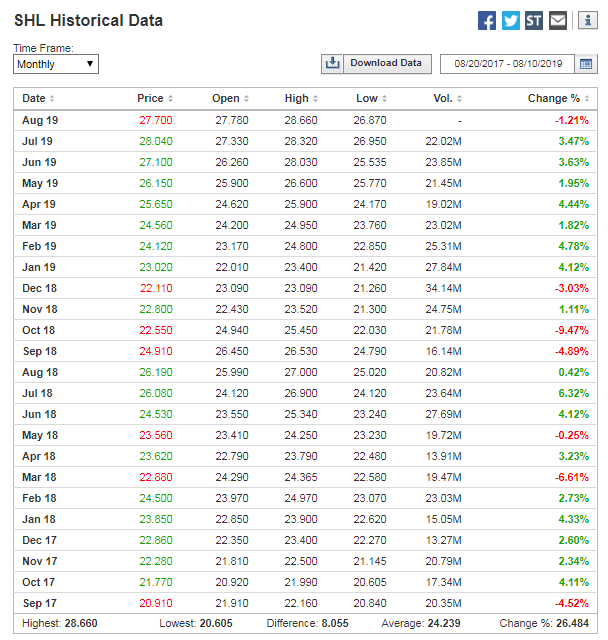 SHL Historical Data
ST
Time Frame:
Monthly Download Data 08/20/2017 - 08/10/2019
Date Price Open High Low Vol. Change %
Aug 19 27.700 27.780 28.660 26.870 - -1.21%
Jul 19 28.040 27.330 28.320 26.950 22.02M 3.47%
Jun 19 27.100 26.260 28.030 25.535 23.85M 3.63%
May 19 26.150 25.900 26.600 25.770 21.45M 1.95%
Apr 19 25.650 24.620 25.900 24.170 19.02M 4.44%
Mar 19 24.560 24.200 24.950 23.760 23.02M 1.82%
Feb 19 24.120 23.170 24.800 22.850 25.31M 4.78%
Jan 19 23.020 22.010 23.400 21.420 27.84M 4.12%
Dec 18 22.110 23.090 23.090 21.260 34.14M -3.03%
Nov 18 22.800 22.430 23.520 21.300 24.75M 1.11%
Oct 18 22.550 24.940 25.450 22.030 21.78M -9.47%
Sep 18 24.910 26.450 26.530 24.790 16.14M -4.89%
Aug 18 26.190 25.990 27.000 25.020 20.82M 0.42%
Jul 18 26.080 24.120 26.900 24.120 23.64M 6.32%
Jun 18 24.530 23.550 25.340 23.240 27.69M 4.12%
May 18 23.560 23.410 24.250 23.230 19.72M -0.25%
Apr 18 23.620 22.790 23.790 22.480 13.91M 3.23%
Mar 18 22.880 24.290 24.365 22.580 19.47M -6.61%
Feb 18 24.500 23.970 24.970 23.070 23.03M 2.73%
Jan 18 23.850 22.850 23.900 22.620 15.05M 4.33%
Dec 17 22.860 22.350 23.400 22.270 13.27M 2.60%
Nov 17 22.280 21.810 22.500 21.145 20.79M 2.34%
Oct 17 21.770 20.920 21.990 20.605 17.34M 4.11%
Sep 17 20.910 21.910 22.160 20.840 20.35M -4.52%
Highest: 28.660 Lowest: 20.605 Difference: 8.055 Average: 24.239 Change %: 26.484